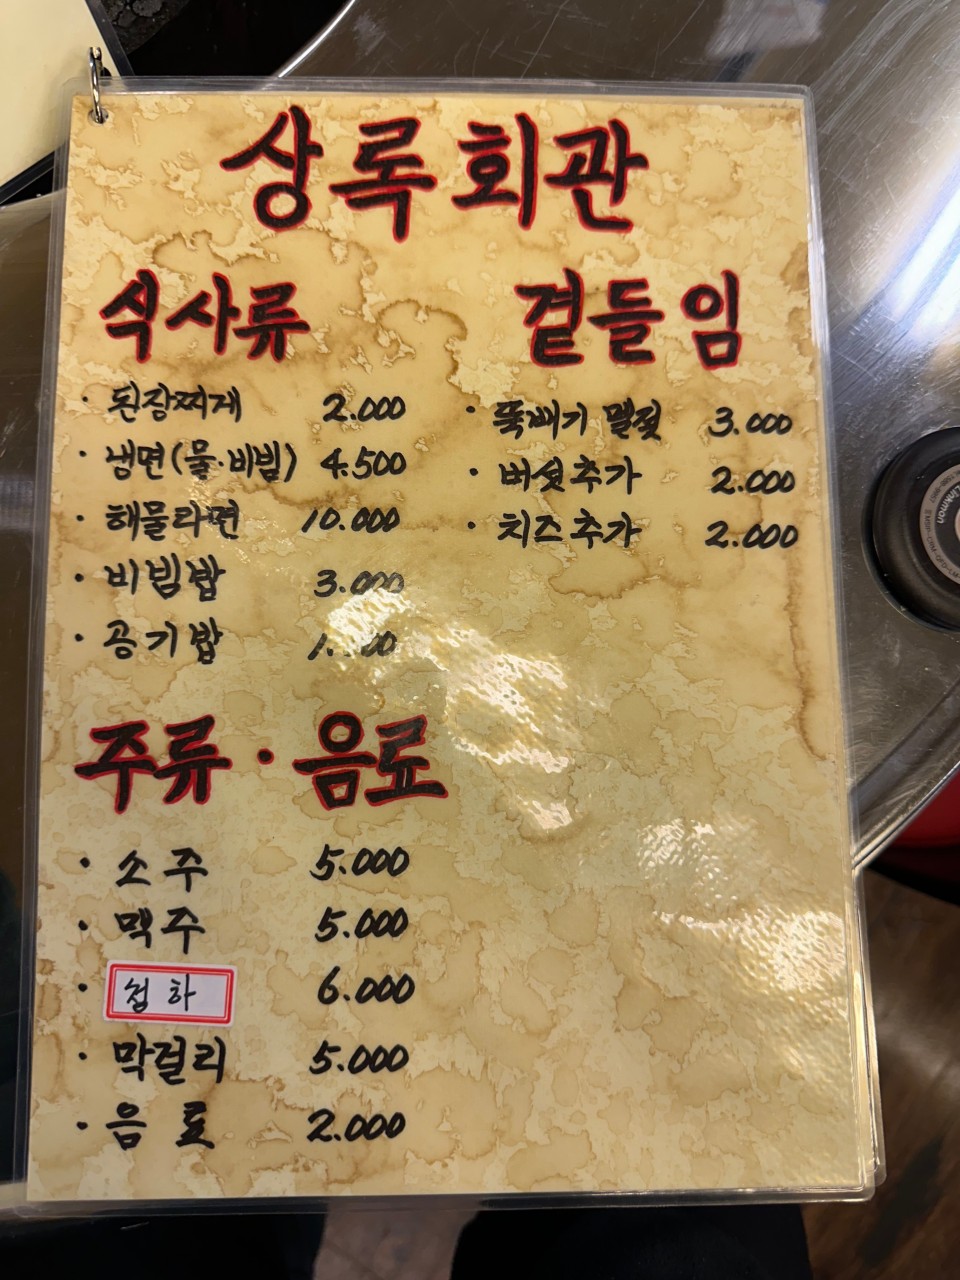 상록회관
식사류
· 된장찌게 2.000
· 냉면(물·비빔) 4.500
· 해물라면 10.000
· 비빔밥 3.000
· 공기밥
곁들임
· 뚝배기 멜젓 3.000
· 버섯추가 2.000
· 치즈추가 2.000
주류·음료
· 소주 5.000
· 맥주 5.000
· 6.000
· 막걸리 5.000
· 음료 2.000
Linkman